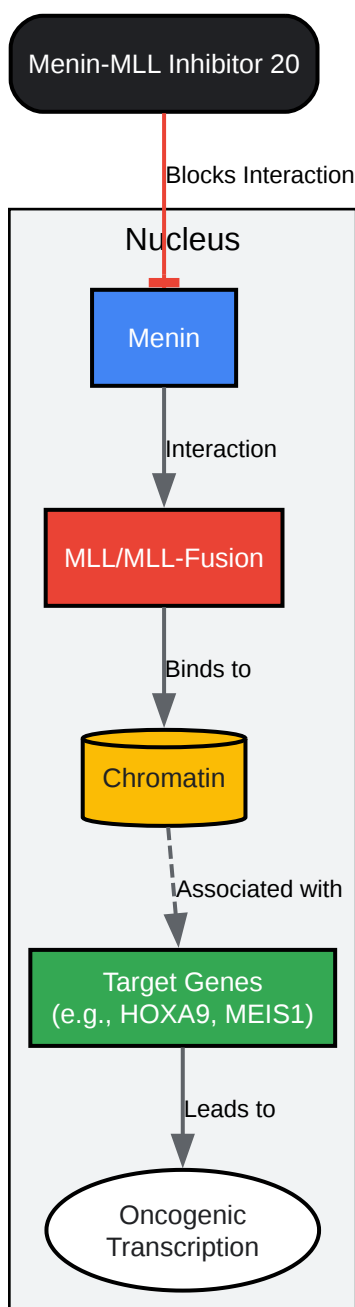 Menin-MLL Inhibitor 20
Blocks Interaction
Nucleus
Menin
Interaction
MLL/MLL-Fusion
Binds to
Chromatin
Associated with
Target Genes
(e.g., HOXA9, MEIS1)
Leads to
Oncogenic
Transcription